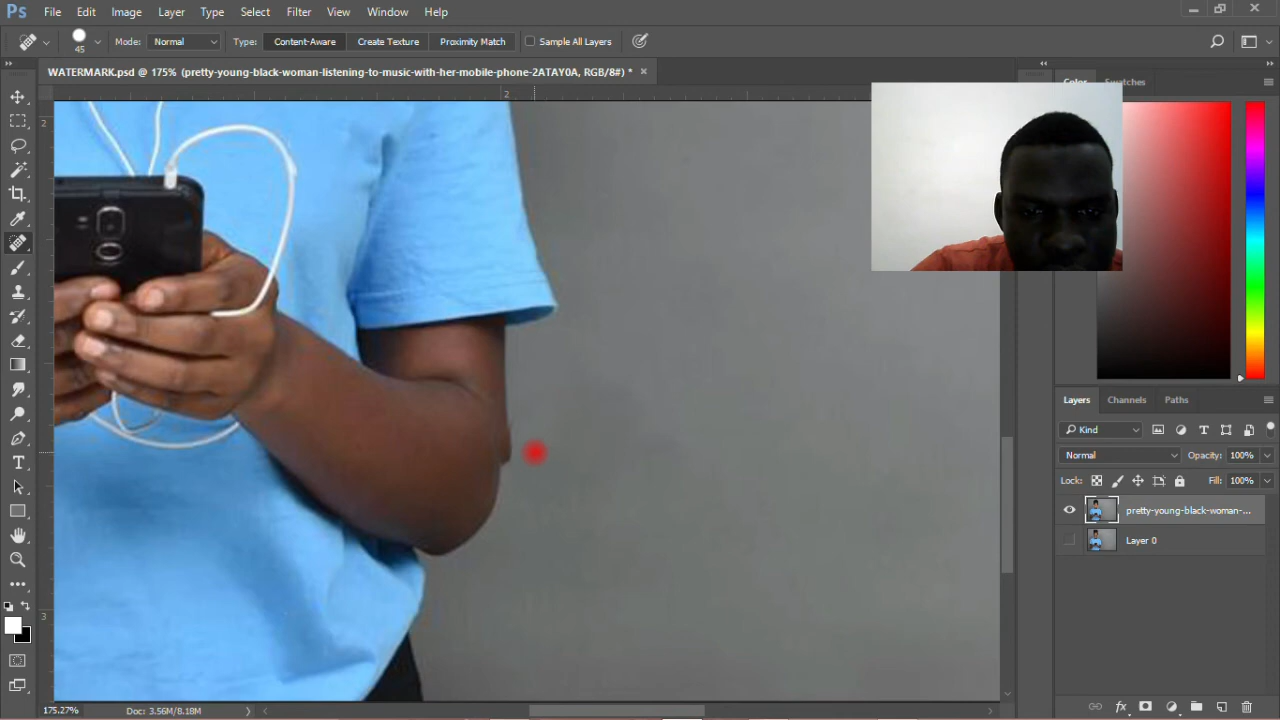 Ps File Edit Image Layer Type Select Filter View Window Help
45 Mode: Normal Type: Content-Aware Create Texture Proximity Match Sample All Layers
WATERMARK.psd @ 175% (pretty-young-black-woman-listening-to-music-with-her-mobile-phone-2ATAY0A, RGB/8#) * ×
Color Swatches
2
2
3
Layers Channels Paths
Kind
Normal Opacity: 100%
Lock: Fill: 100%
pretty-young-black-woman-...
Layer 0
175.27% Doc: 3.56M/8.18M
fx